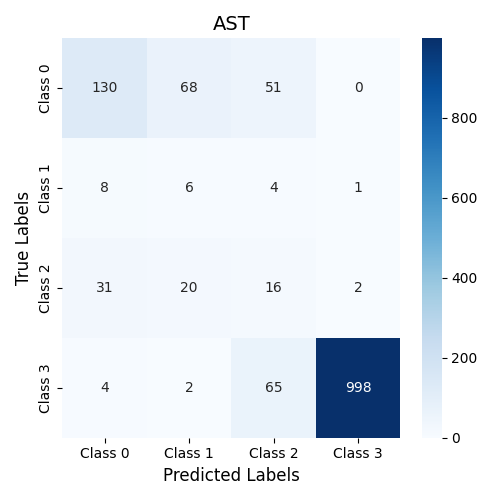 AST
True Labels
Class 0 130 68 51 0
Class 1 8 6 4 1
Class 2 31 20 16 2
Class 3 4 2 65 998
Class 0 Class 1 Class 2 Class 3
Predicted Labels
800
600
400
200
0